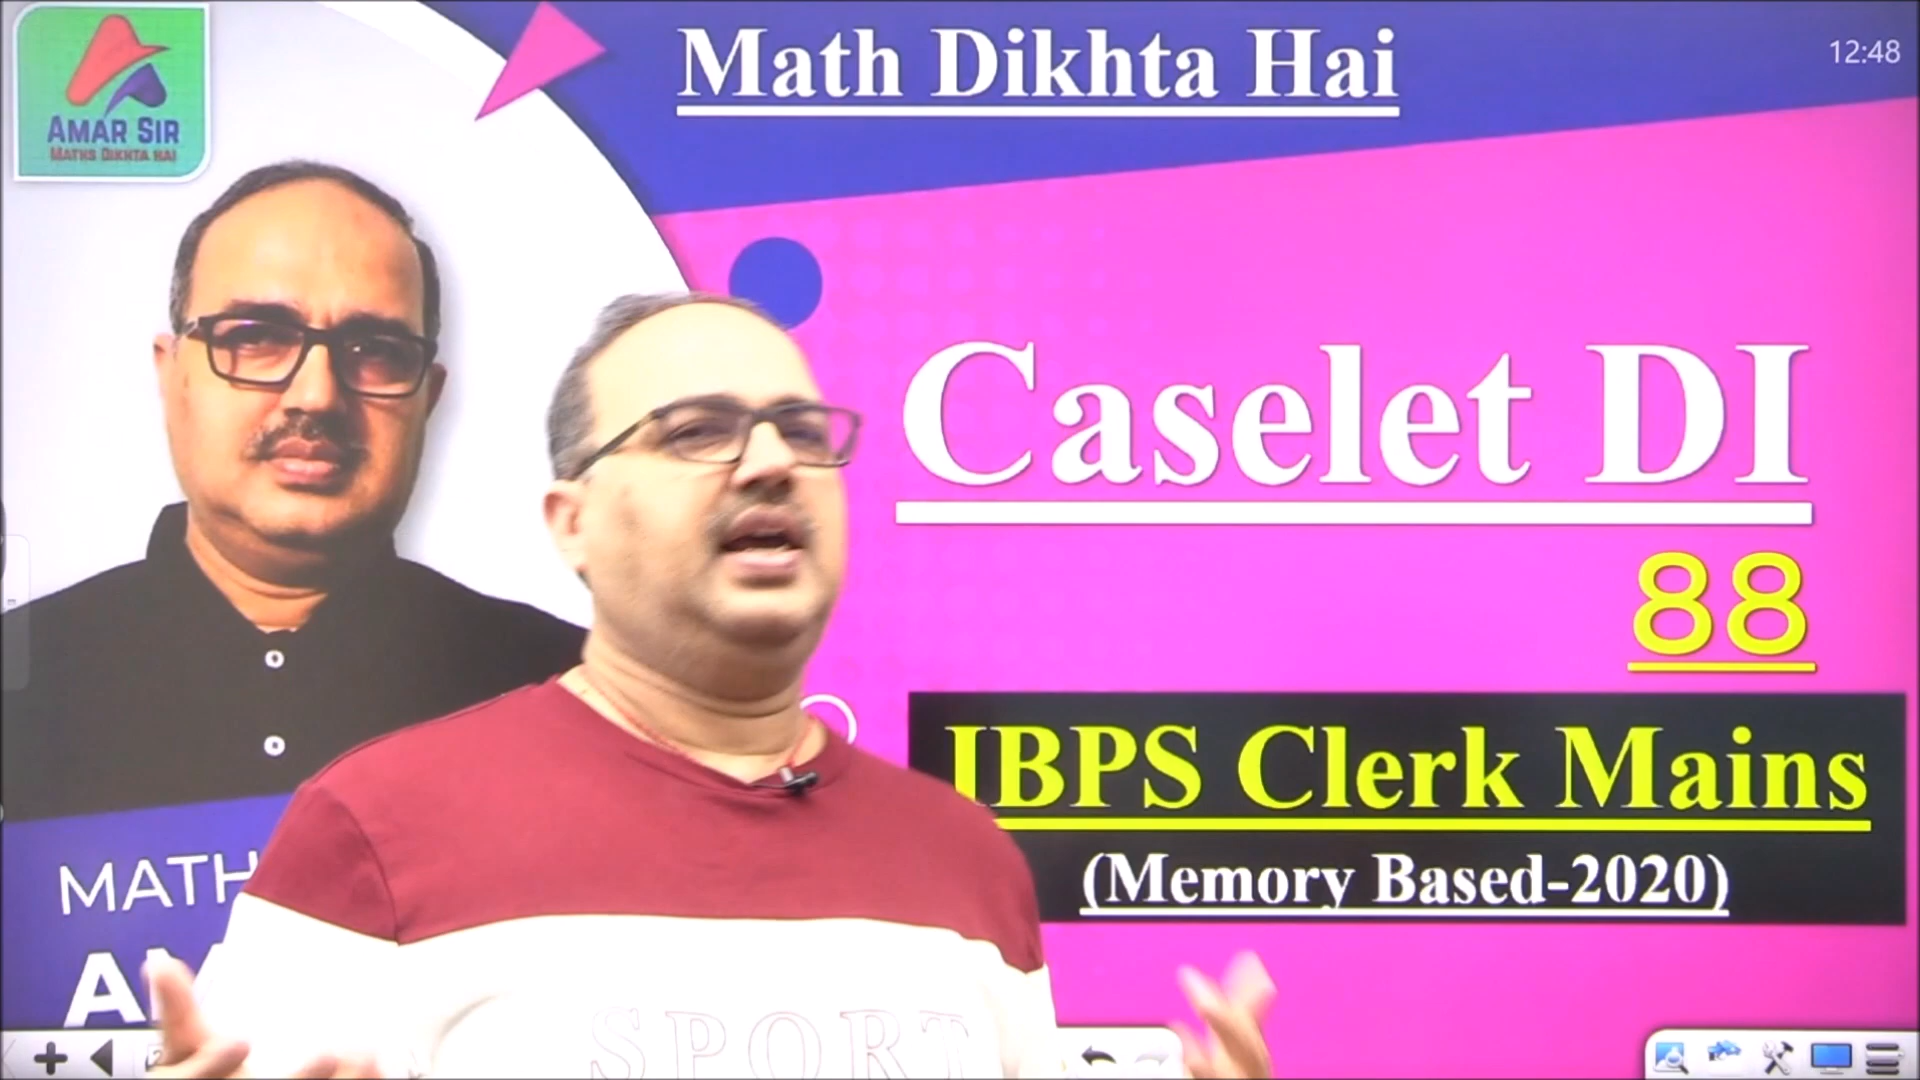 AMAR SIR
MATHS DIKHTA HAI
Math Dikhta Hai
12:48
Caselet DI
88
IBPS Clerk Mains
(Memory Based-2020)
MATH
SPORT